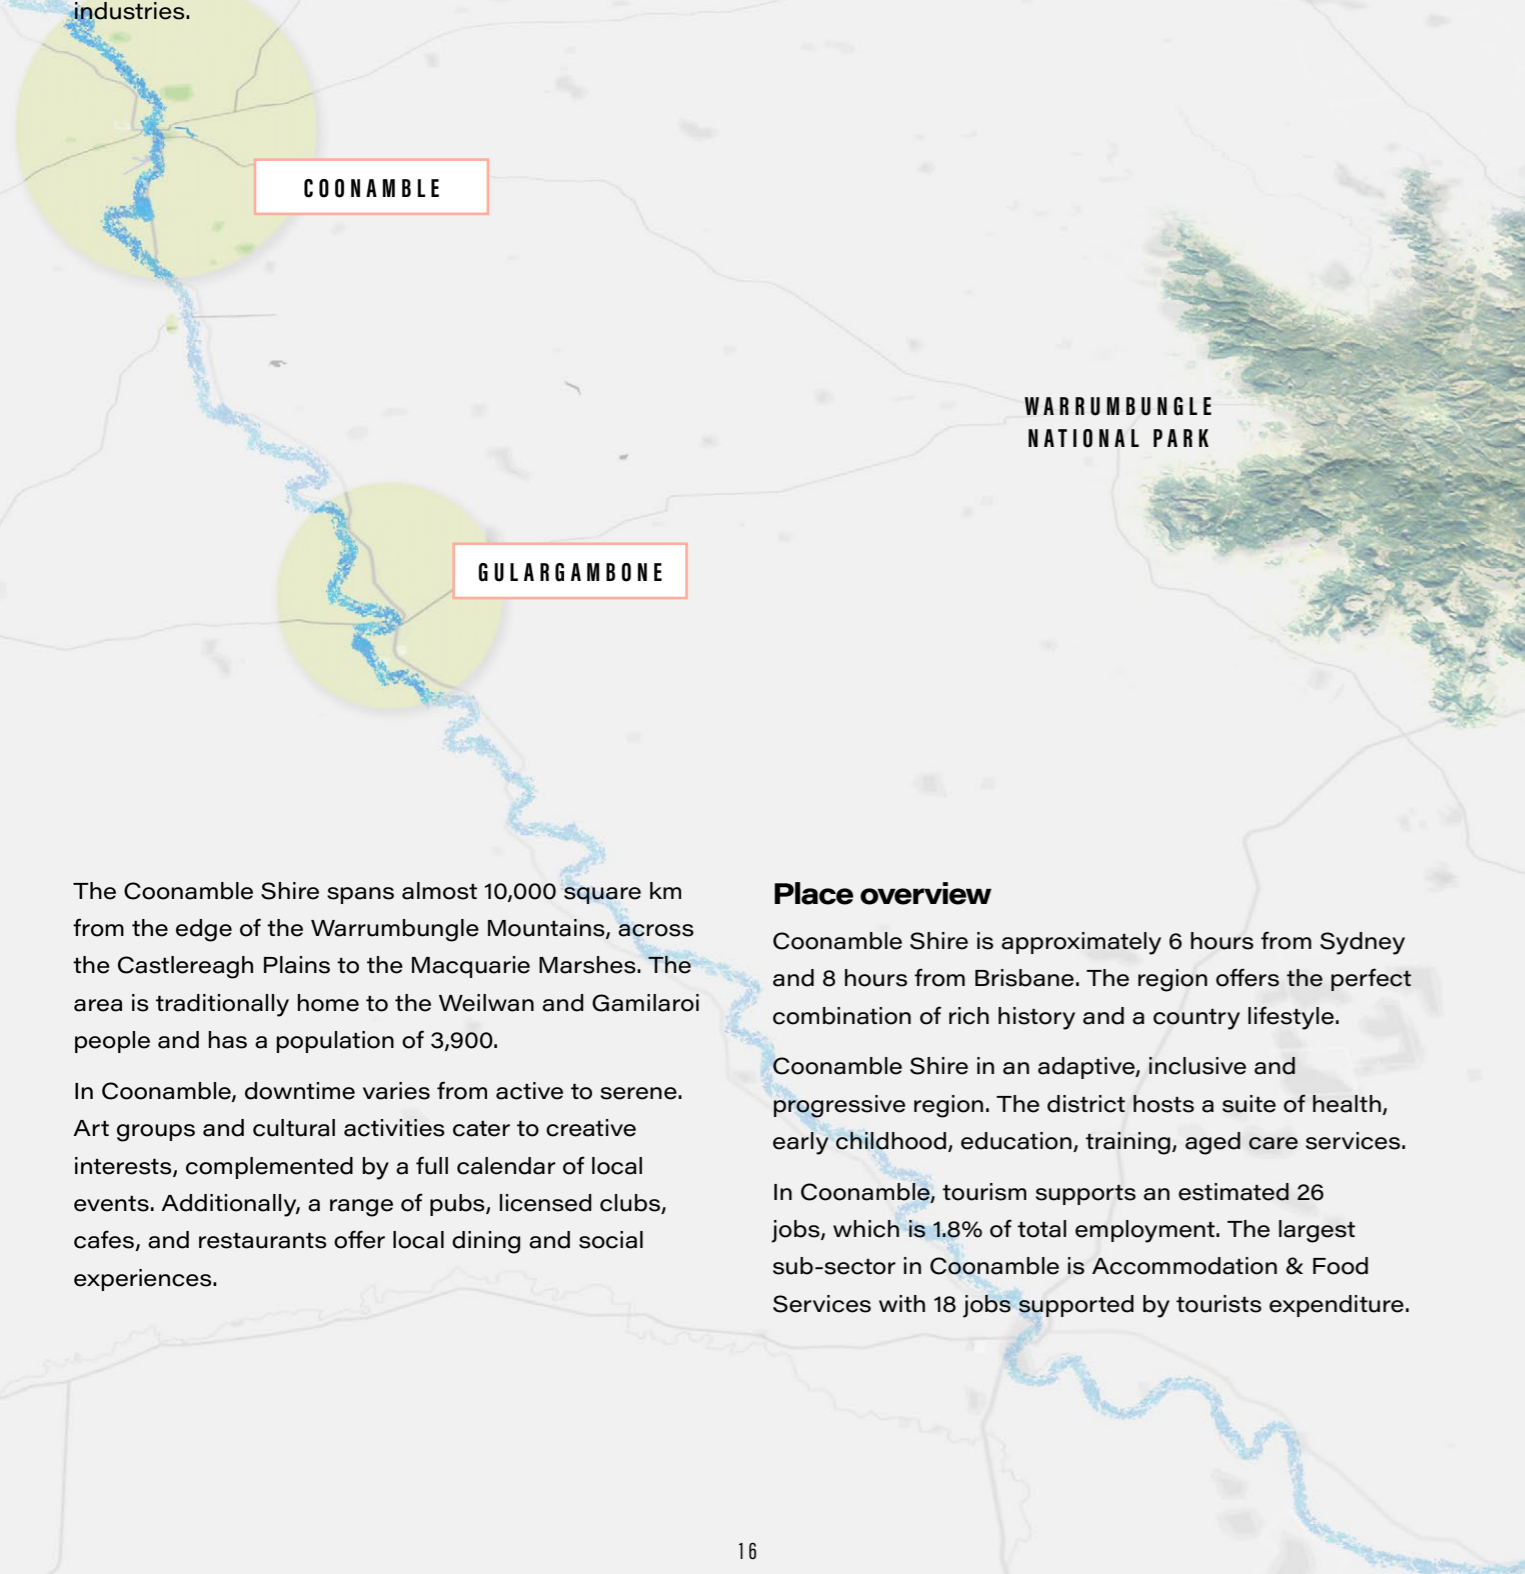 industries.
COONAMBLE
WARRUMBUNGLE
NATIONAL PARK
GULARGAMBONE
The Coonamble Shire spans almost 10,000 square km
from the edge of the Warrumbungle Mountains, across
the Castlereagh Plains to the Macquarie Marshes. The
area is traditionally home to the Weilwan and Gamilaroi
people and has a population of 3,900.
In Coonamble, downtime varies from active to serene.
Art groups and cultural activities cater to creative
interests, complemented by a full calendar of local
events. Additionally, a range of pubs, licensed clubs,
cafes, and restaurants offer local dining and social
experiences.
Place overview
Coonamble Shire is approximately 6 hours from Sydney
and 8 hours from Brisbane. The region offers the perfect
combination of rich history and a country lifestyle.
Coonamble Shire in an adaptive, inclusive and
progressive region. The district hosts a suite of health,
early childhood, education, training, aged care services.
In Coonamble, tourism supports an estimated 26
jobs, which is 1.8% of total employment. The largest
sub-sector in Coonamble is Accommodation & Food
Services with 18 jobs supported by tourists expenditure.
16